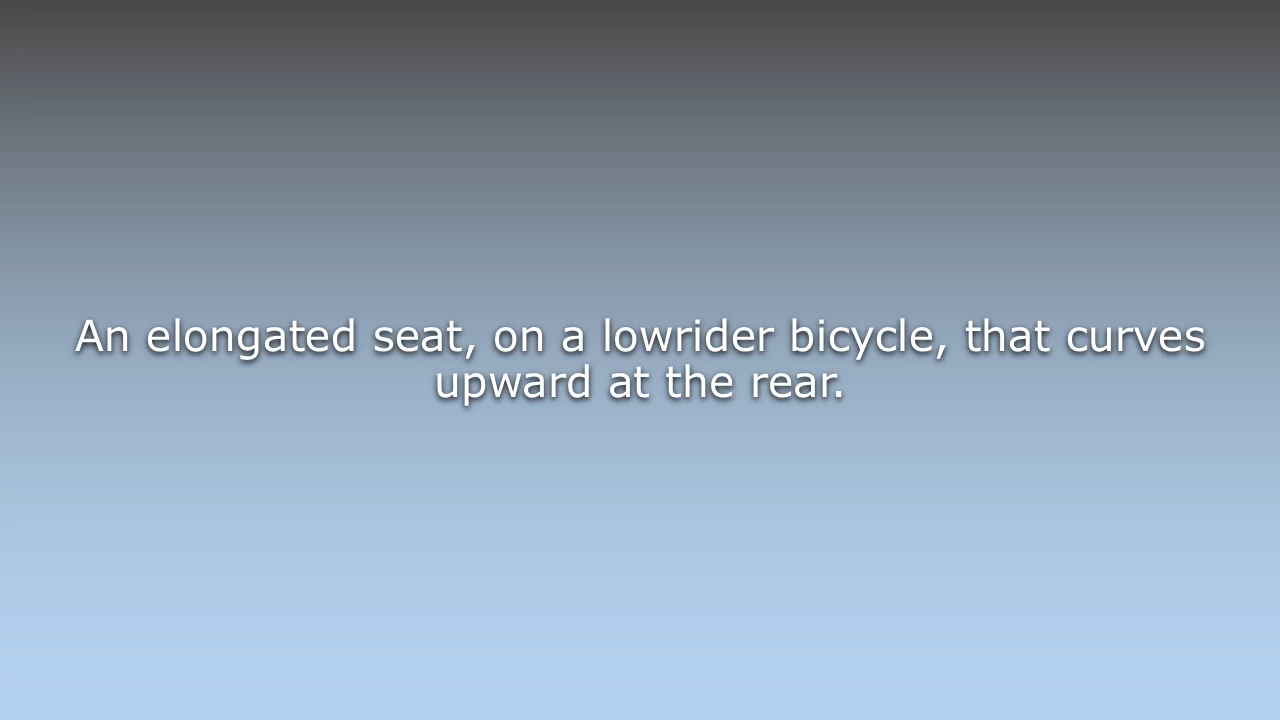 An elongated seat, on a lowrider bicycle, that curves
upward at the rear.